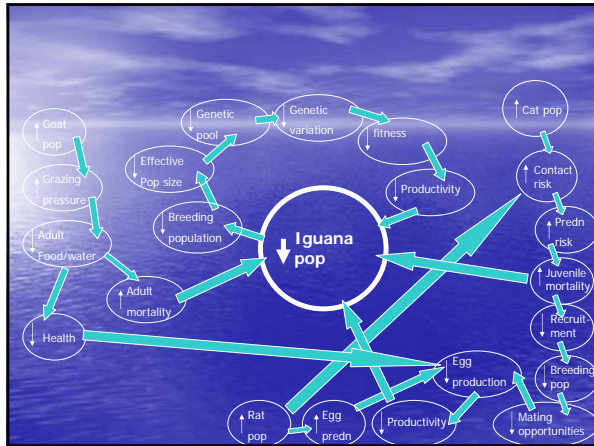 ↑ Goat
pop
↑ Grazing
pressure
↓ Adult
Food/water
↓ Health
↑ Adult
mortality
↓ Breeding
population
↓ Effective
Pop size
↓ Genetic
pool
↓ Genetic
variation
↓ fitness
↓ Productivity
↓ Iguana
pop
↑ Cat pop
↑ Contact
risk
↑ Predn
risk
↑ Juvenile
mortality
↓ Recruit-
ment
↓ Breeding
pop
↓ Mating
opportunities
↓ Egg
production
↓ Productivity
↑ Rat
pop
↑ Egg
predn